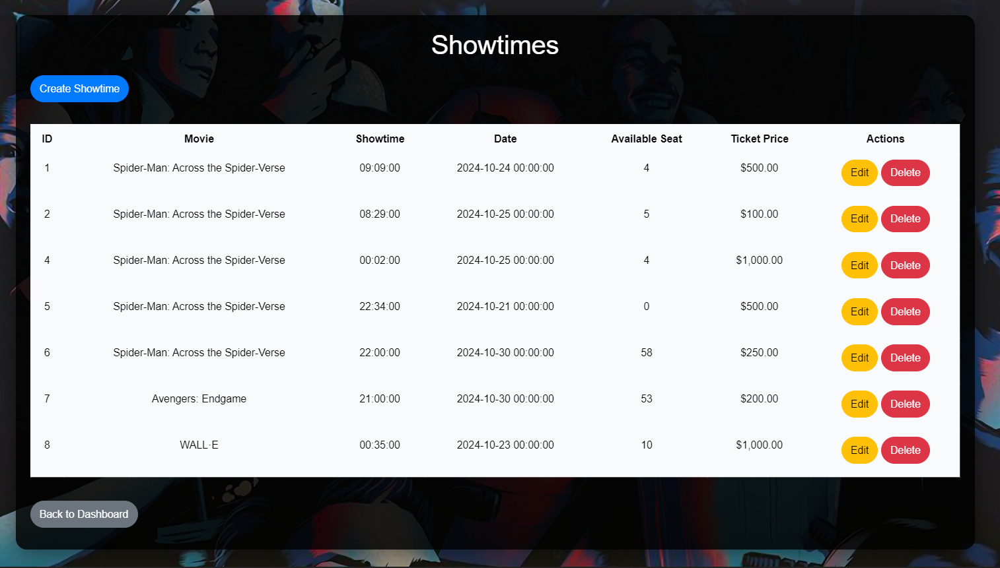 Showtimes
Create Showtime
ID Movie Showtime Date Available Seat Ticket Price Actions
1 Spider-Man: Across the Spider-Verse 09:09:00 2024-10-24 00:00:00 4 $500.00 Edit Delete
2 Spider-Man: Across the Spider-Verse 08:29:00 2024-10-25 00:00:00 5 $100.00 Edit Delete
4 Spider-Man: Across the Spider-Verse 00:02:00 2024-10-25 00:00:00 4 $1,000.00 Edit Delete
5 Spider-Man: Across the Spider-Verse 22:34:00 2024-10-21 00:00:00 0 $500.00 Edit Delete
6 Spider-Man: Across the Spider-Verse 22:00:00 2024-10-30 00:00:00 58 $250.00 Edit Delete
7 Avengers: Endgame 21:00:00 2024-10-30 00:00:00 53 $200.00 Edit Delete
8 WALL·E 00:35:00 2024-10-23 00:00:00 10 $1,000.00 Edit Delete
Back to Dashboard